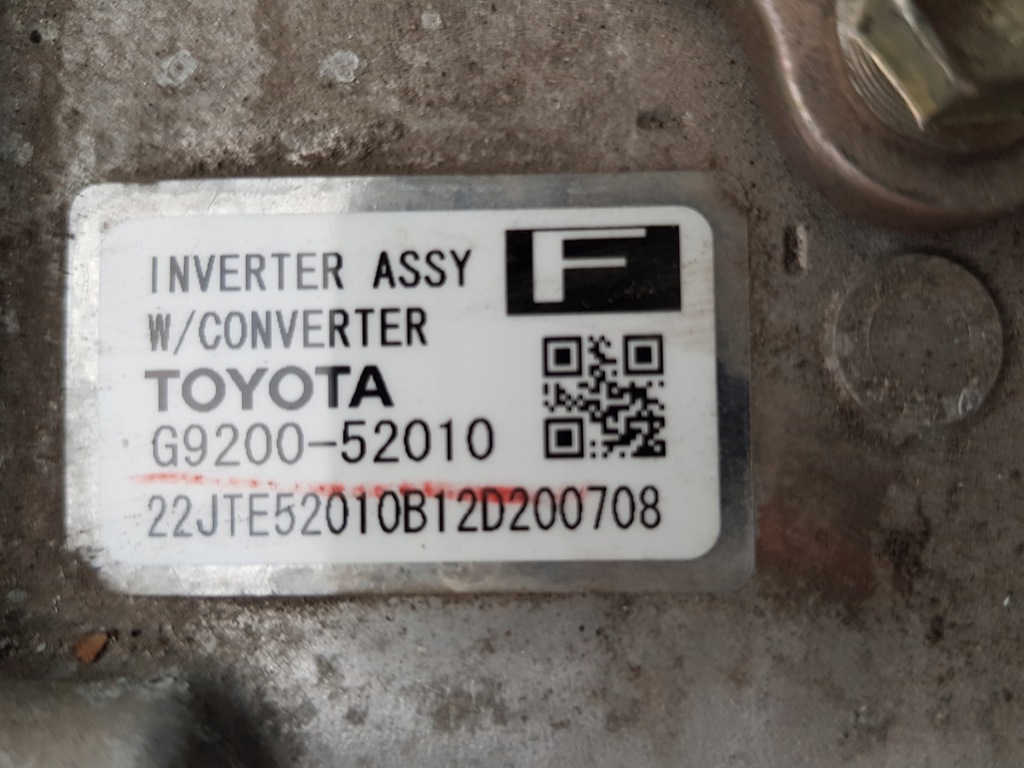 INVERTER ASSY
F
W/CONVERTER
TOYOTA
G9200-52010
22JTE52010B12D200708